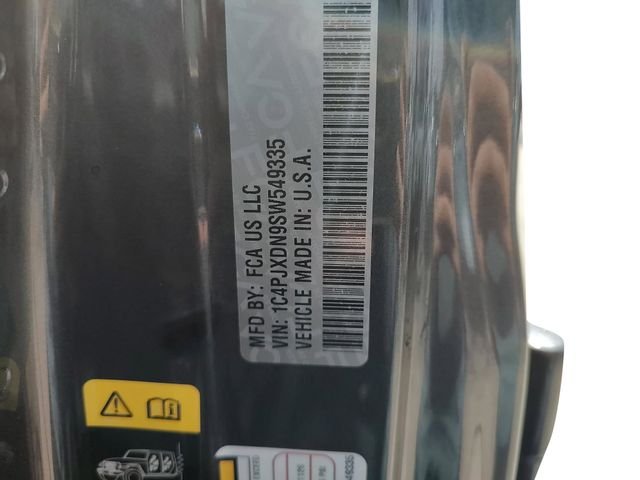 MFD BY: FCA US LLC
VIN: 1C4PJXDN9SW549335
VEHICLE MADE IN: U.S.A.